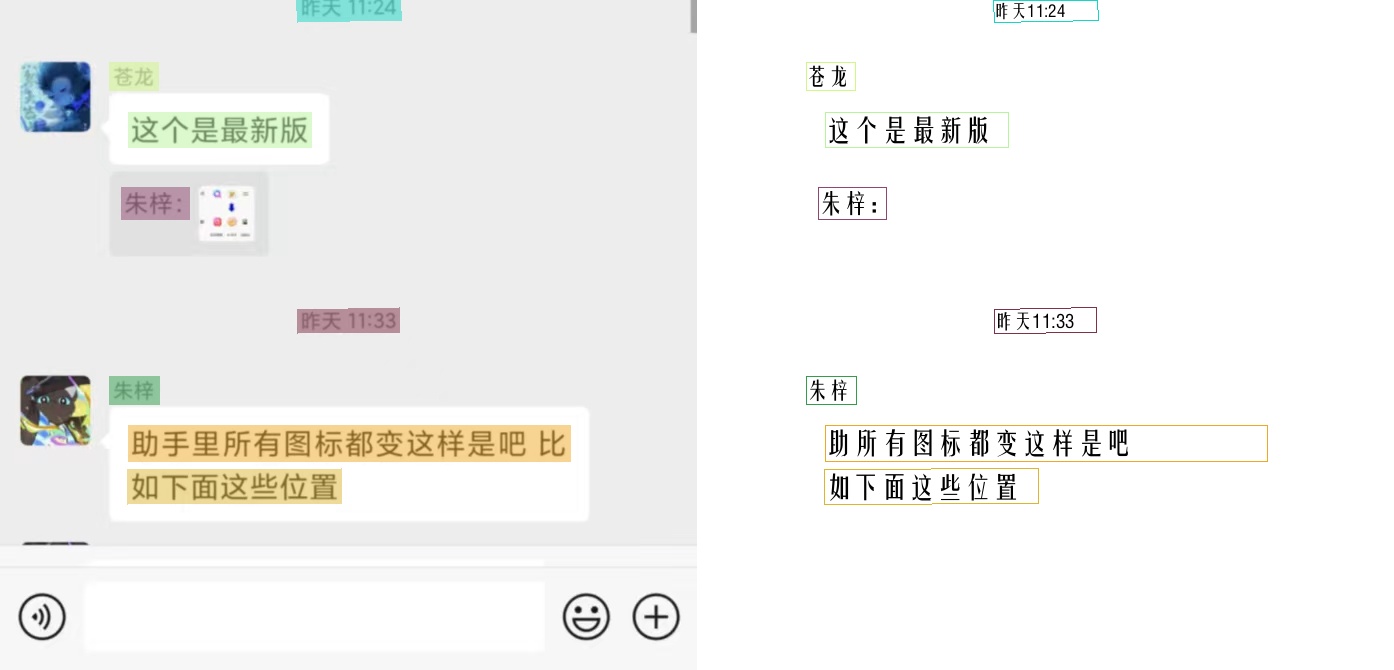 昨天 11:24
昨天11:24
苍龙
苍龙
这个是最新版
这个是最新版
朱梓：
朱梓：
昨天 11:33
昨天11:33
朱梓
朱梓
助手里所有图标都变这样是吧 比
助所有图标都变这样是吧
如下面这些位置
如下面这些位置